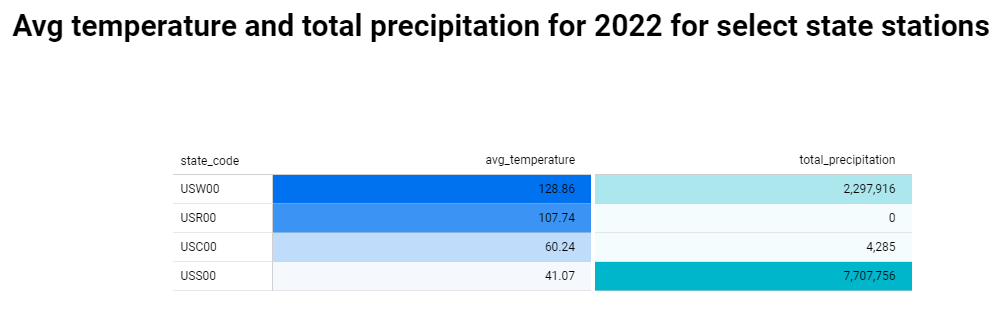 Avg temperature and total precipitation for 2022 for select state stations
state_code avg_temperature total_precipitation
USW00 128.86 2,297,916
USR00 107.74 0
USC00 60.24 4,285
USS00 41.07 7,707,756